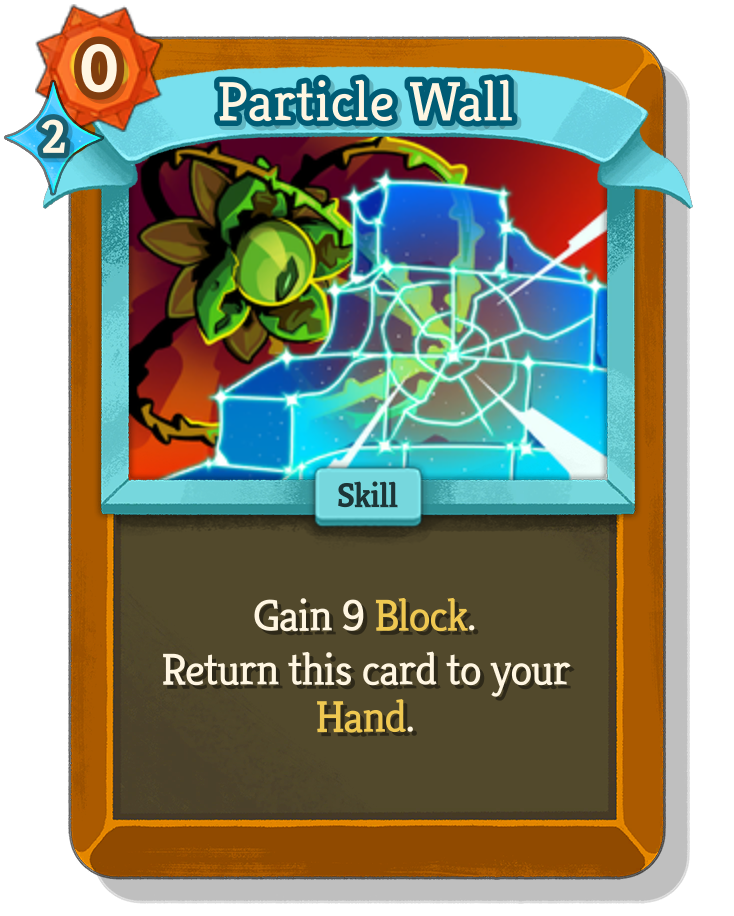 0
Particle Wall
2
Skill
Gain 9 Block.
Return this card to your
Hand.